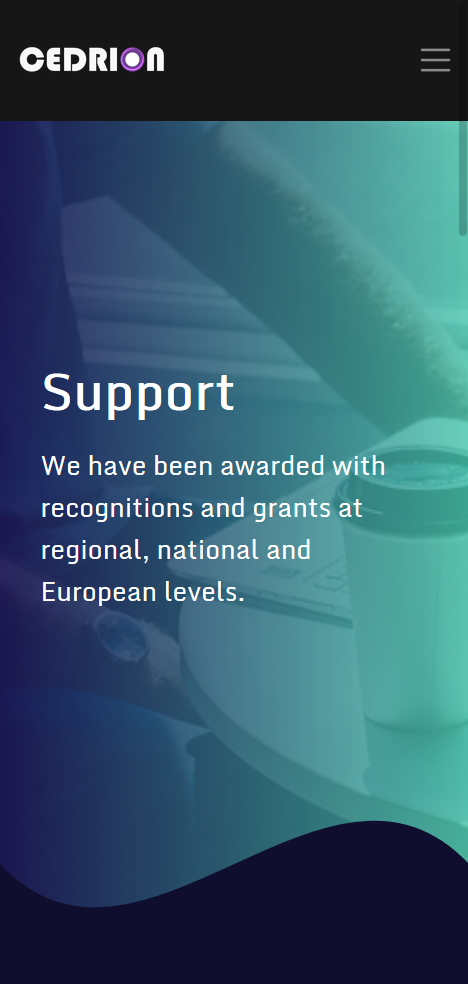 CEDRION
Support
We have been awarded with
recognitions and grants at
regional, national and
European levels.